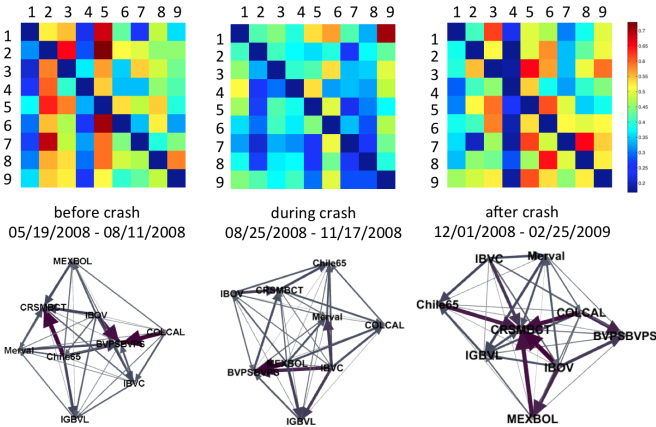 1 2 3 4 5 6 7 8 9
1 2 3 4 5 6 7 8 9
1 2 3 4 5 6 7 8 9
1
2
3
4
5
6
7
8
9
1
2
3
4
5
6
7
8
9
1
2
3
4
5
6
7
8
9
0.7
0.65
0.6
0.55
0.5
0.45
0.4
0.35
0.3
0.25
0.2
before crash
05/19/2008 - 08/11/2008
during crash
08/25/2008 - 11/17/2008
after crash
12/01/2008 - 02/25/2009
MEXBOL
CRSMBCT
IBOV
COLCAL
BVPSBVPS
Merval
Chile65
IBVC
IGBVL
Chile65
IBOV
CRSMBCT
Merval
COLCAL
MEXBOL
BVPSBVPS
IBVC
IGBVL
IBVC
Merval
Chile65
COLCAL
CRSMBCT
BVPSBVPS
IGBVL
IBOV
MEXBOL